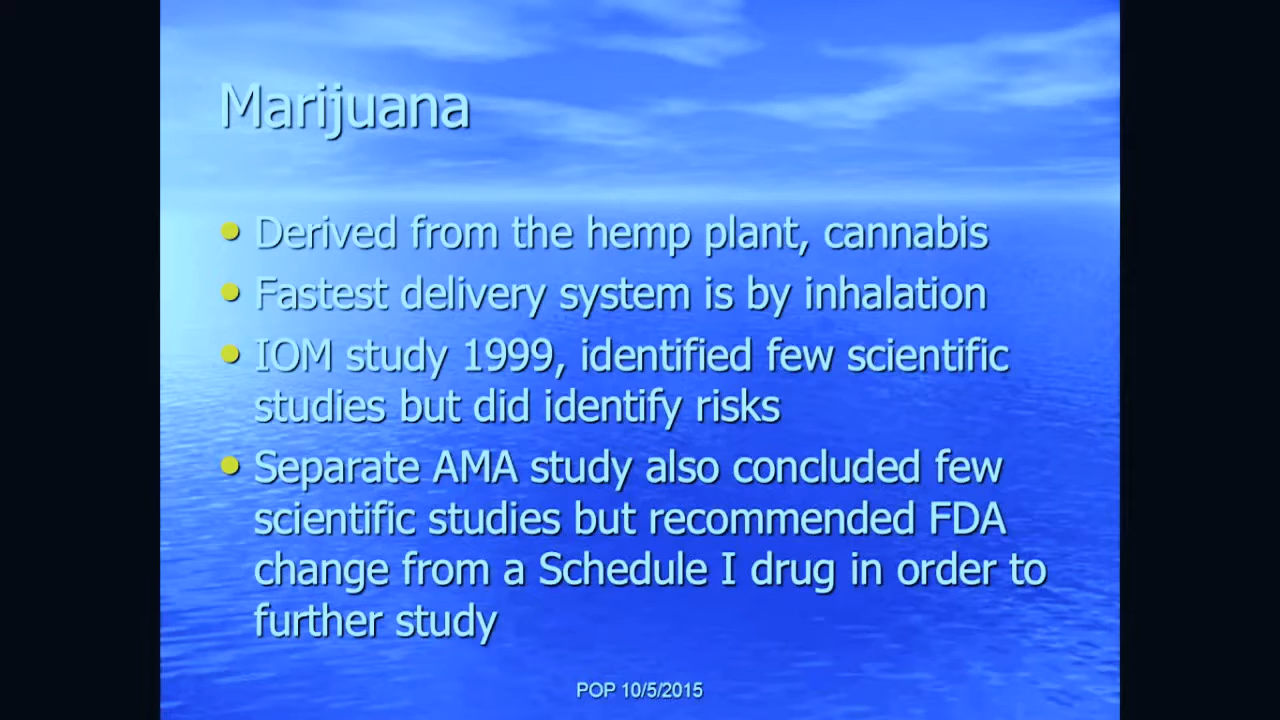 Marijuana
• Derived from the hemp plant, cannabis
• Fastest delivery system is by inhalation
• IOM study 1999, identified few scientific
studies but did identify risks
• Separate AMA study also concluded few
scientific studies but recommended FDA
change from a Schedule I drug in order to
further study
POP 10/5/2015